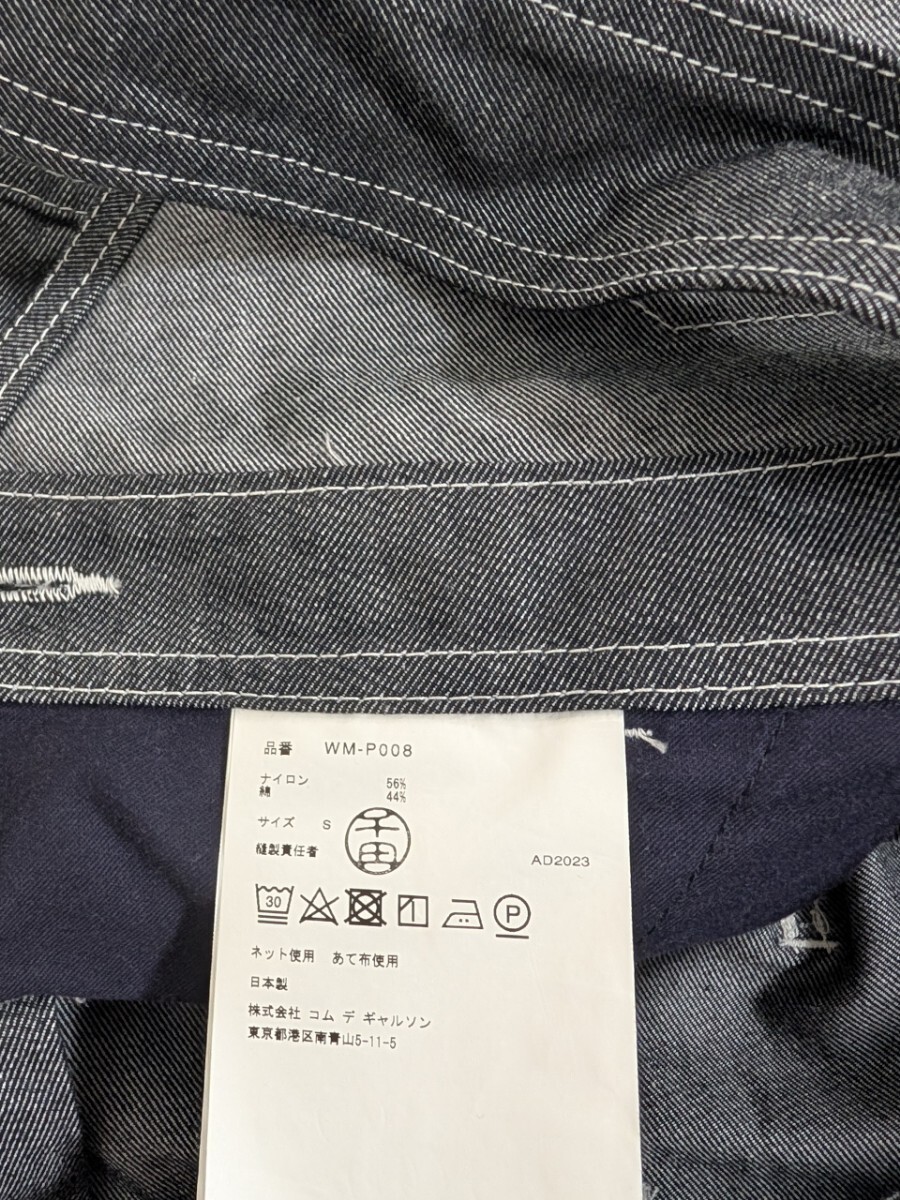 品番 WM-P008
ナイロン 56%
綿 44%
サイズ S
千田
縫製責任者
AD2023
30
P
ネット使用 あて布使用
日本製
株式会社 コム デ ギャルソン
東京都港区南青山5-11-5